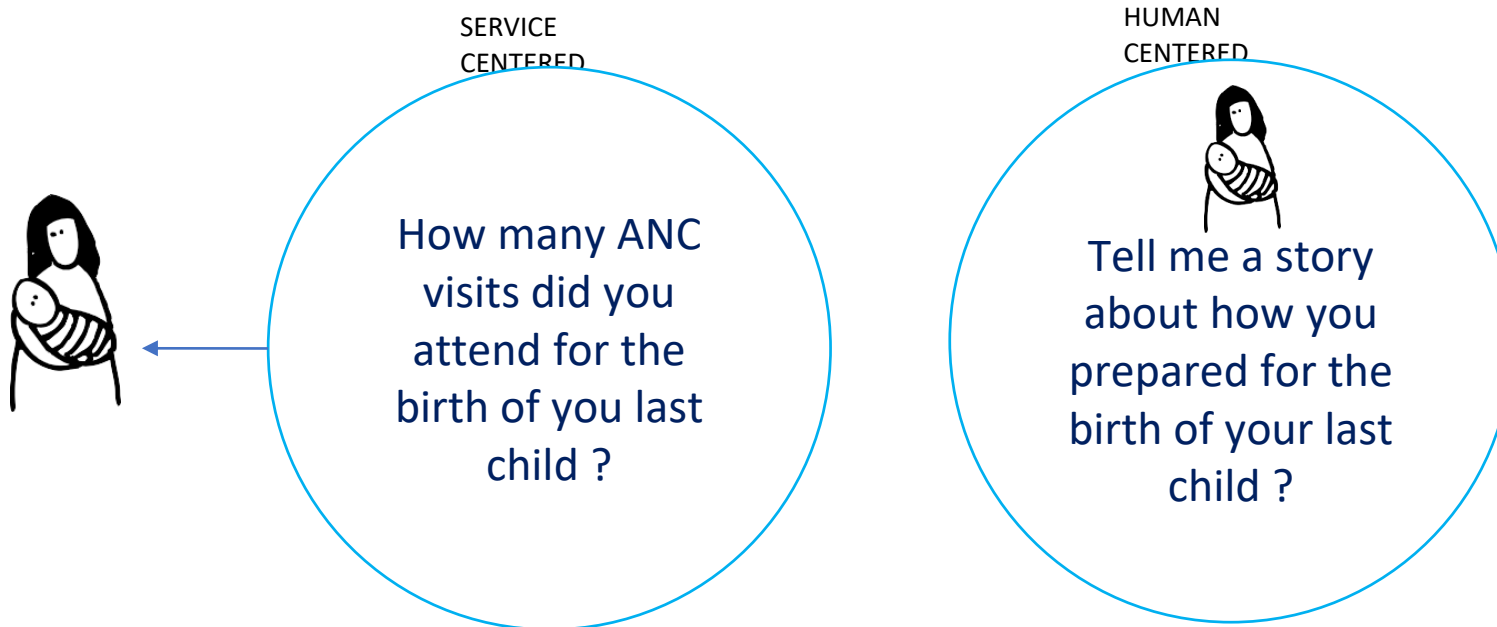 SERVICE
CENTERED
How many ANC
visits did you
attend for the
birth of you last
child ?
HUMAN
CENTERED
Tell me a story
about how you
prepared for the
birth of your last
child ?